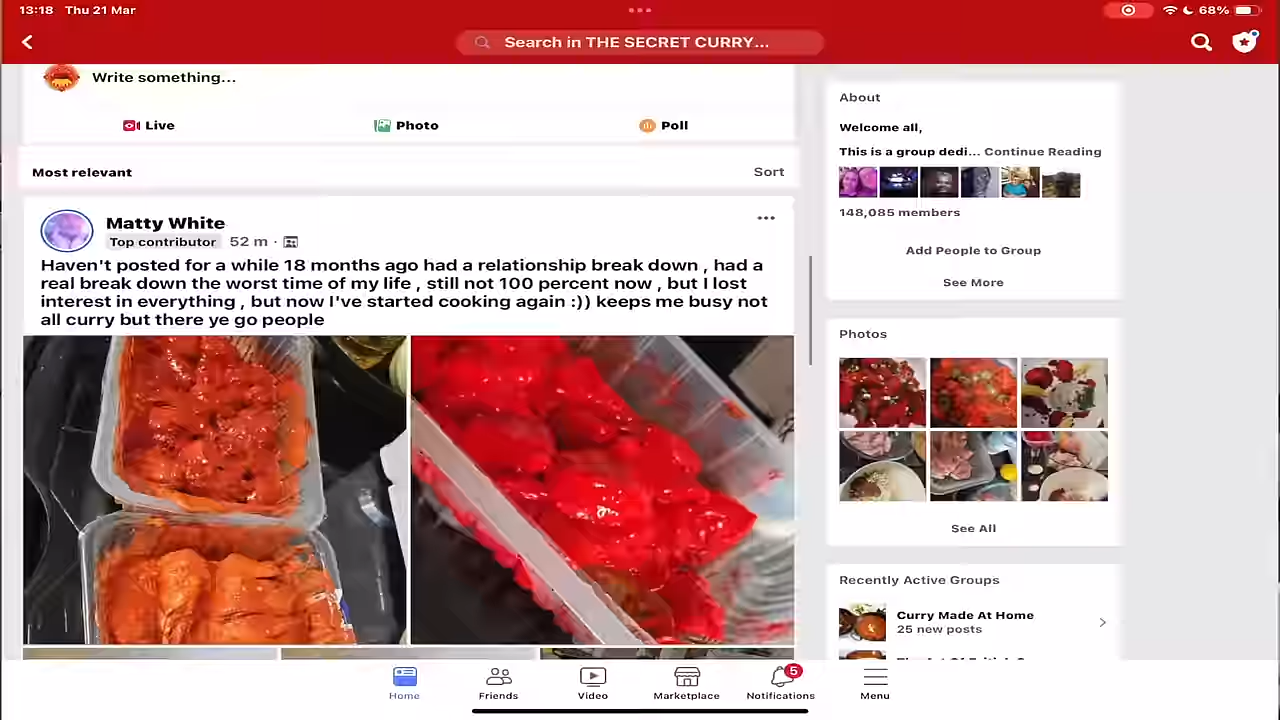 13:18 Thu 21 Mar
68%
Search in THE SECRET CURRY...
Write something...
Live
Photo
Poll
Most relevant
Sort
Matty White
Top contributor 52 m ·
Haven't posted for a while 18 months ago had a relationship break down , had a
real break down the worst time of my life , still not 100 percent now , but I lost
interest in everything , but now I've started cooking again :)) keeps me busy not
all curry but there ye go people
About
Welcome all,
This is a group dedi... Continue Reading
148,085 members
Add People to Group
See More
Photos
See All
Recently Active Groups
Curry Made At Home
25 new posts
Home
Friends
Video
Marketplace
5
Notifications
Menu